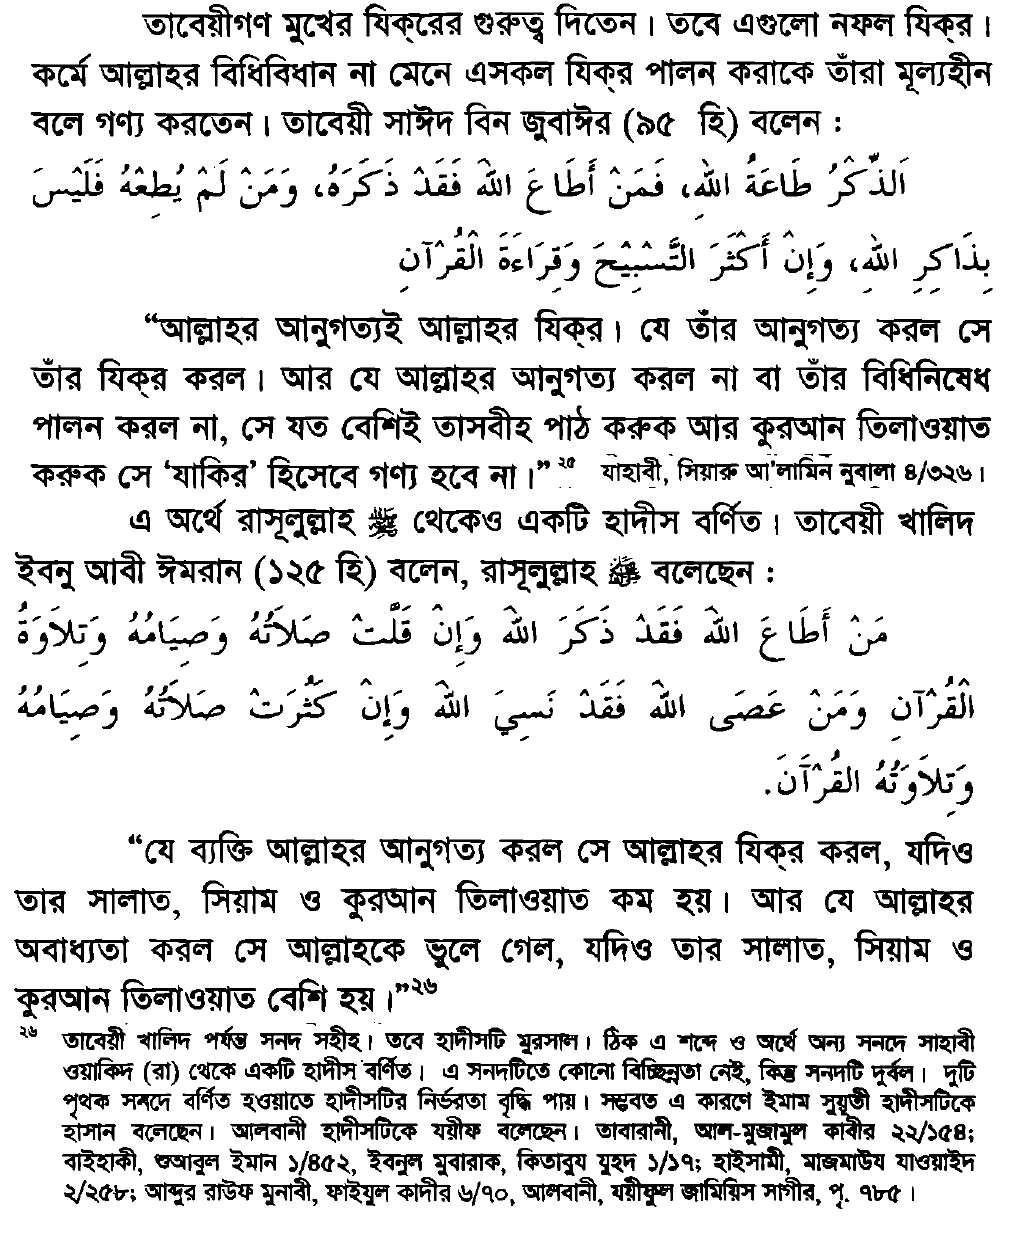 তাবেয়ীগণ মুখের যিক্‌রের গুরুত্ব দিতেন। তবে এগুলো নফল যিক্‌র।
কর্মে আল্লাহর বিধিবিধান না মেনে এসকল যিক্‌র পালন করাকে তাঁরা মূল্যহীন
বলে গণ্য করতেন। তাবেয়ী সাঈদ বিন জুবাঈর (৯৫ হি) বলেন :
اَلذِّكْرُ طَاعَةُ اللهِ، فَمَنْ أَطَاعَ اللهَ فَقَدْ ذَكَرَهُ، وَمَنْ لَمْ يُطِعْهُ فَلَيْسَ
بِذَاكِرِ اللهِ، وَإِنْ أَكْثَرَ التَّسْبِيْحَ وَقِرَاءَةَ الْقُرْآنِ
“আল্লাহর আনুগত্যই আল্লাহর যিক্‌র। যে তাঁর আনুগত্য করল সে
তাঁর যিক্‌র করল। আর যে আল্লাহর আনুগত্য করল না বা তাঁর বিধিনিষেধ
পালন করল না, সে যত বেশিই তাসবীহ পাঠ করুক আর কুরআন তিলাওয়াত
করুক সে ‘যাকির’ হিসেবে গণ্য হবে না।” ২৫ যাহাবী, সিয়ারু আ'লামিন নুবালা ৪/৩২৬।
এ অর্থে রাসূলুল্লাহ ﷺ থেকেও একটি হাদীস বর্ণিত। তাবেয়ী খালিদ
ইবনু আবী ঈমরান (১২৫ হি) বলেন, রাসূলুল্লাহ ﷺ বলেছেন :
مَنْ أَطَاعَ اللهَ فَقَدْ ذَكَرَ اللهَ وَإِنْ قَلَّتْ صَلَاتُهُ وَصِيَامُهُ وَتِلَاوَةُ
الْقُرْآنِ وَمَنْ عَصَى اللهَ فَقَدْ نَسِيَ اللهَ وَإِنْ كَثُرَتْ صَلَاتُهُ وَصِيَامُهُ
وَتِلَاوَتُهُ الْقُرْآنَ.
“যে ব্যক্তি আল্লাহর আনুগত্য করল সে আল্লাহর যিক্‌র করল, যদিও
তার সালাত, সিয়াম ও কুরআন তিলাওয়াত কম হয়। আর যে আল্লাহর
অবাধ্যতা করল সে আল্লাহকে ভুলে গেল, যদিও তার সালাত, সিয়াম ও
কুরআন তিলাওয়াত বেশি হয়।”২৬
২৬ তাবেয়ী খালিদ পর্যন্ত সনদ সহীহ। তবে হাদীসটি মুরসাল। ঠিক এ শব্দে ও অর্থে অন্য সনদে সাহাবী
ওয়াকিদ (রা) থেকে একটি হাদীস বর্ণিত। এ সনদটিতে কোনো বিচ্ছিন্নতা নেই, কিন্তু সনদটি দুর্বল। দুটি
পৃথক সনদে বর্ণিত হওয়াতে হাদীসটির নির্ভরতা বৃদ্ধি পায়। সম্ভবত এ কারণে ইমাম সুয়ূতী হাদীসটিকে
হাসান বলেছেন। আলবানী হাদীসটিকে যয়ীফ বলেছেন। তাবারানী, আল-মুজামুল কাবীর ২২/১৫৪;
বাইহাকী, শুআবুল ইমান ১/৪৫২, ইবনুল মুবারাক, কিতাবুয যুহদ ১/১৭; হাইসামী, মাজমাউয যাওয়াইদ
২/২৫৮; আব্দুর রাউফ মুনাবী, ফাইযুল কাদীর ৬/৭০, আলবানী, যয়ীফুল জামিয়িস সাগীর, পৃ. ৭৮৫।